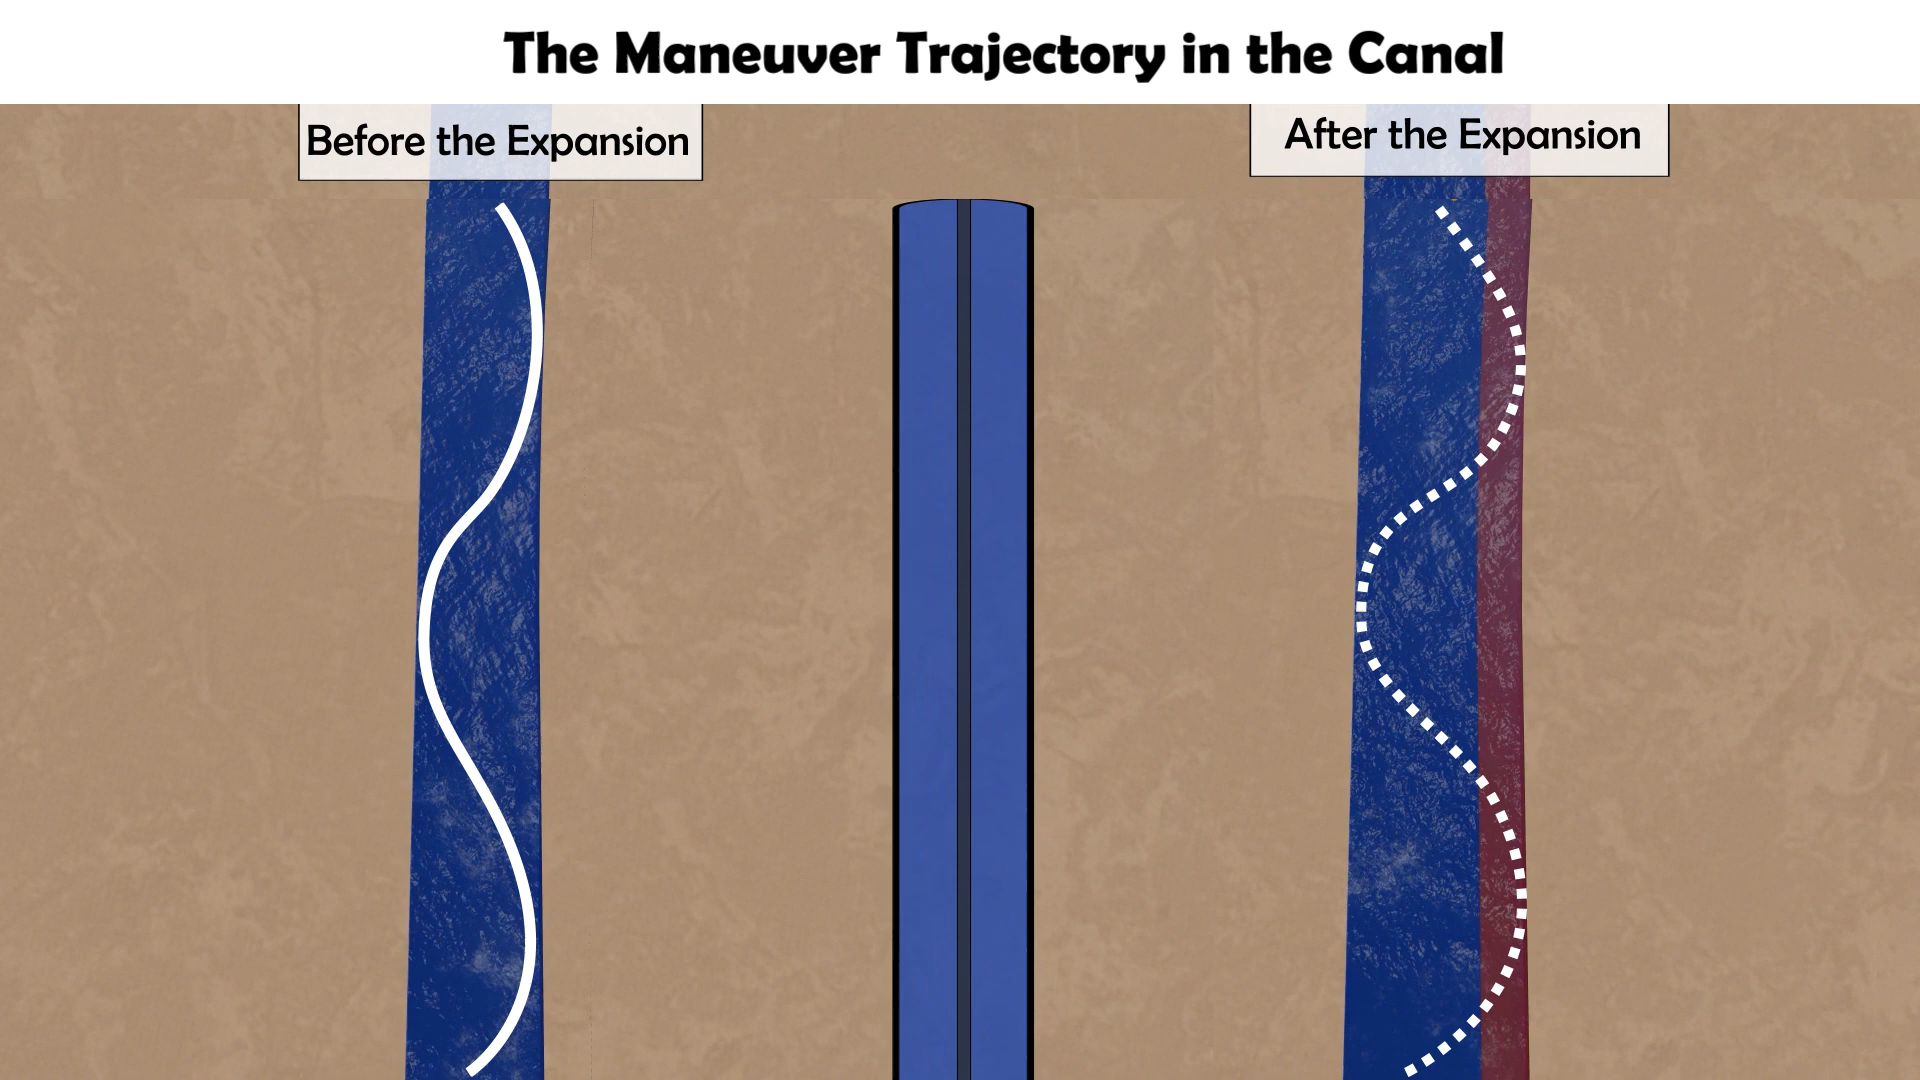 The Maneuver Trajectory in the Canal
Before the Expansion
After the Expansion